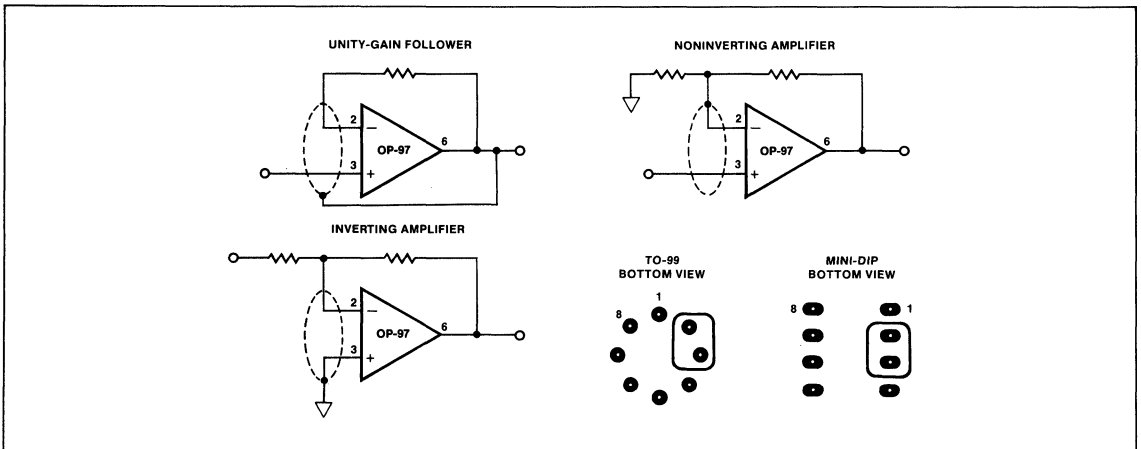 UNITY-GAIN FOLLOWER
2
−
OP-97
6
3
+
NONINVERTING AMPLIFIER
2
−
OP-97
6
3
+
INVERTING AMPLIFIER
2
−
OP-97
6
3
+
TO-99
BOTTOM VIEW
1
8
MINI-DIP
BOTTOM VIEW
8
1